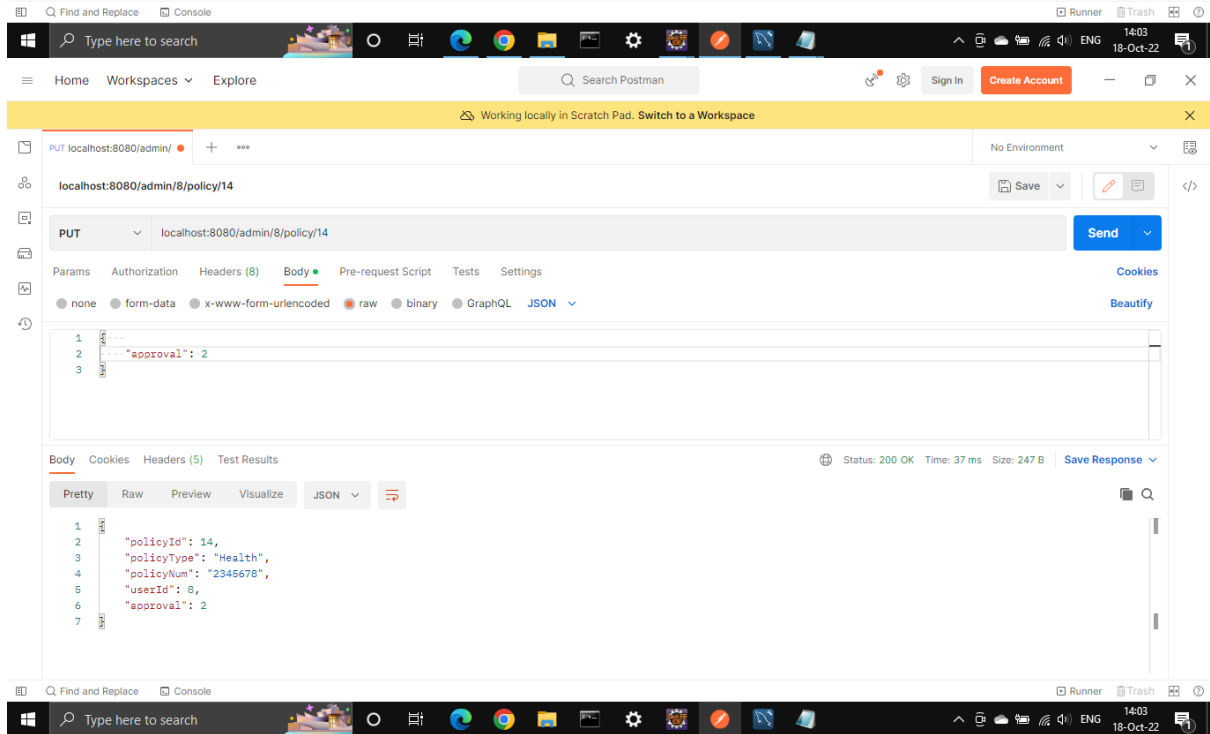 Find and Replace Console Runner Trash
Type here to search ENG 14:03
18-Oct-22
1
Home Workspaces Explore Search Postman Sign In Create Account
Working locally in Scratch Pad. Switch to a Workspace
PUT localhost:8080/admin/ No Environment
localhost:8080/admin/8/policy/14 Save
PUT localhost:8080/admin/8/policy/14 Send
Params Authorization Headers (8) Body Pre-request Script Tests Settings Cookies
none form-data x-www-form-urlencoded raw binary GraphQL JSON Beautify
1 {
2 "approval": 2
3 }
Body Cookies Headers (5) Test Results Status: 200 OK Time: 37 ms Size: 247 B Save Response
Pretty Raw Preview Visualize JSON
1 {
2 "policyId": 14,
3 "policyType": "Health",
4 "policyNum": "2345678",
5 "userId": 8,
6 "approval": 2
7 }
Find and Replace Console Runner Trash
Type here to search ENG 14:03
18-Oct-22
1